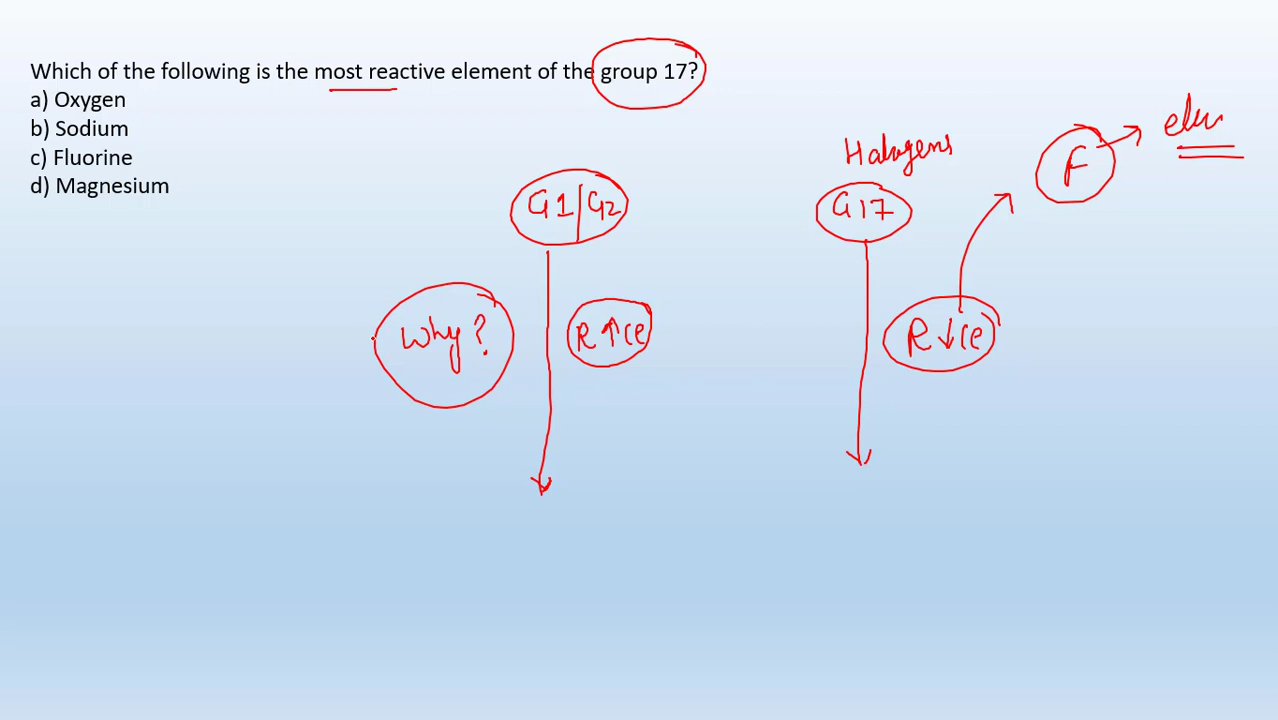 Which of the following is the most reactive element of the group 17?
a) Oxygen
b) Sodium
c) Fluorine
d) Magnesium
Halogens
F
G1/G2
G17
Why?
R↑ce
R↓ce